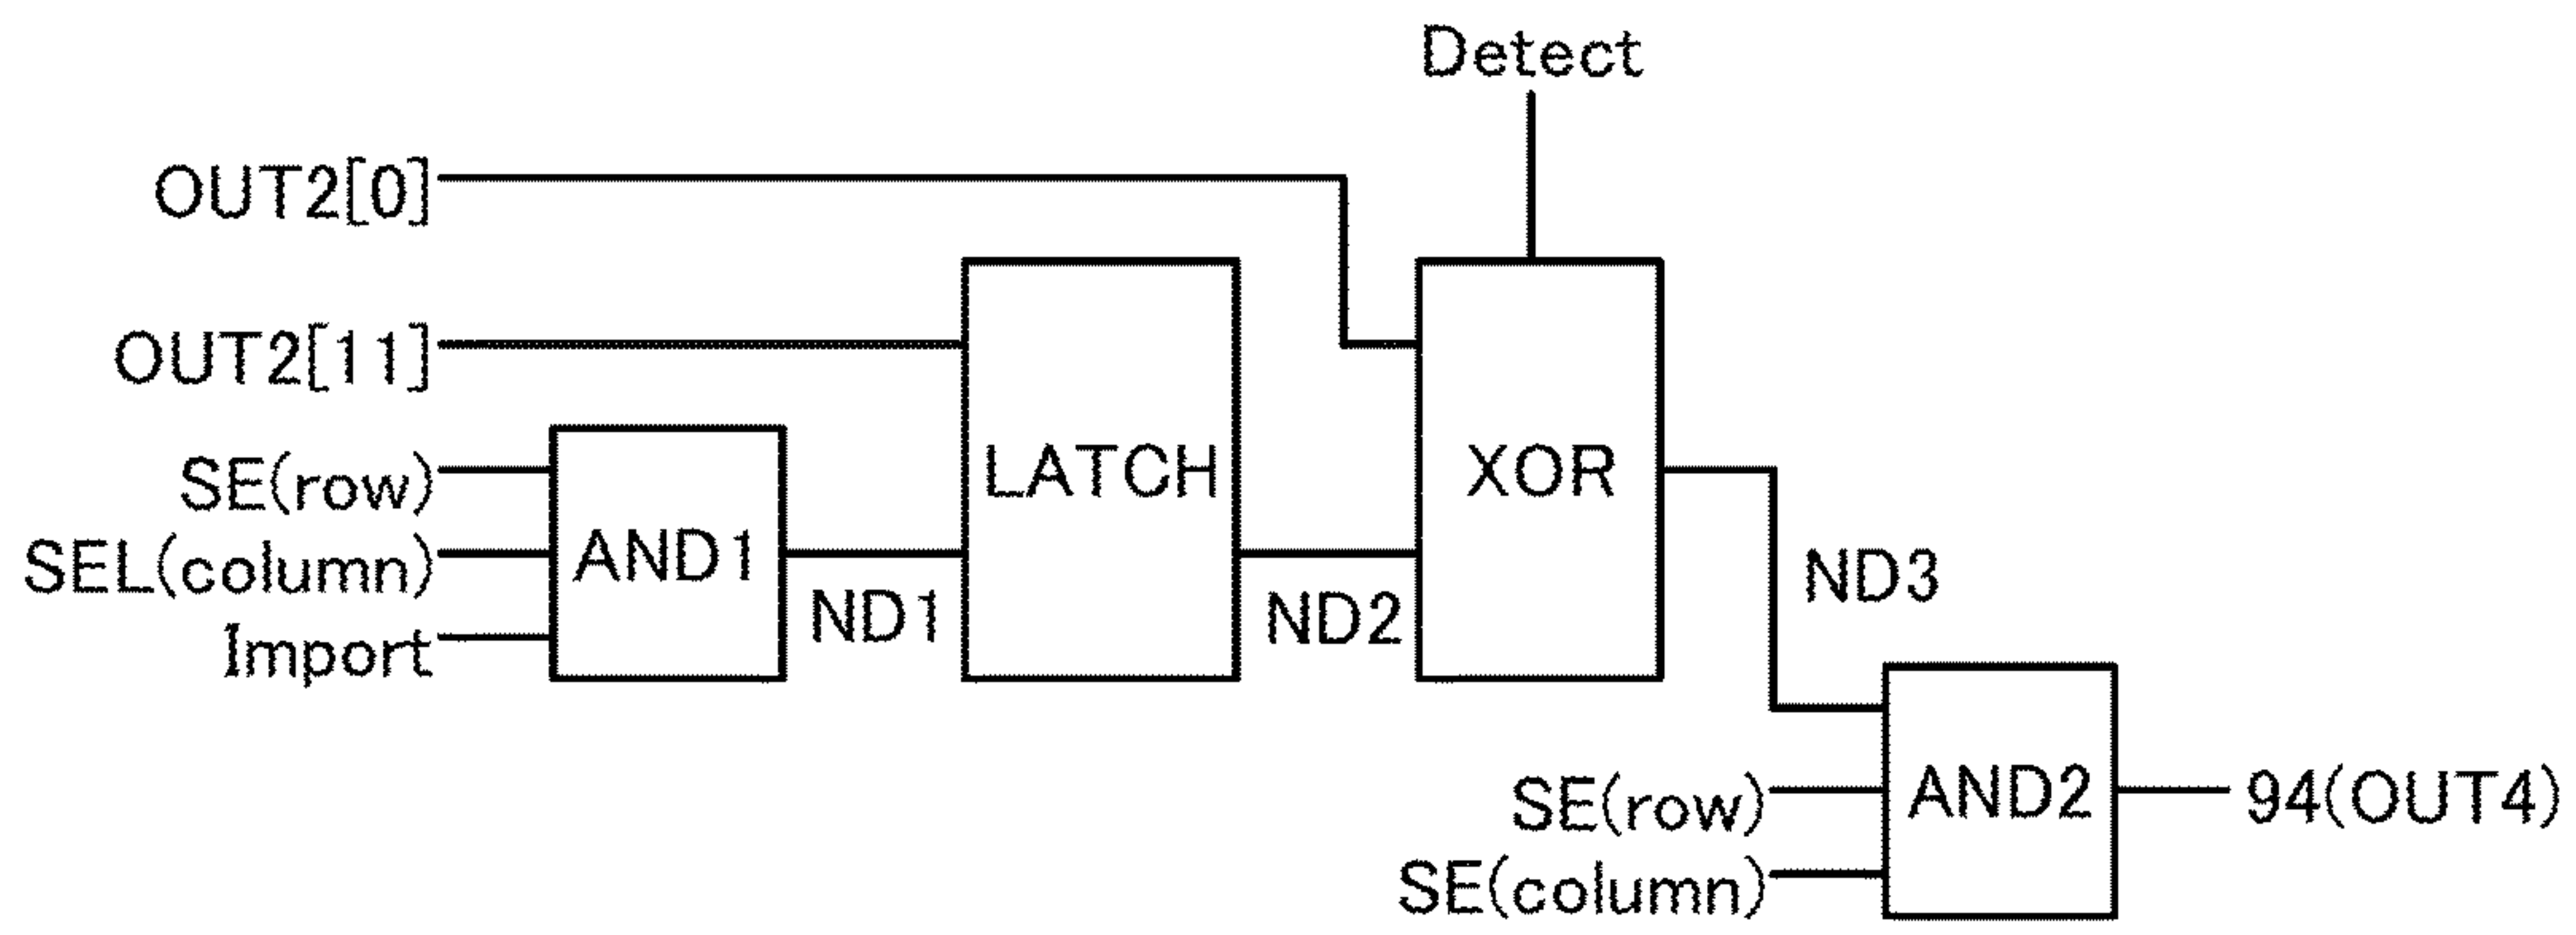 Detect
OUT2[0]
OUT2[11]
SE(row)
SEL(column)
Import
AND1
ND1
LATCH
ND2
XOR
ND3
SE(row)
SE(column)
AND2
94(OUT4)